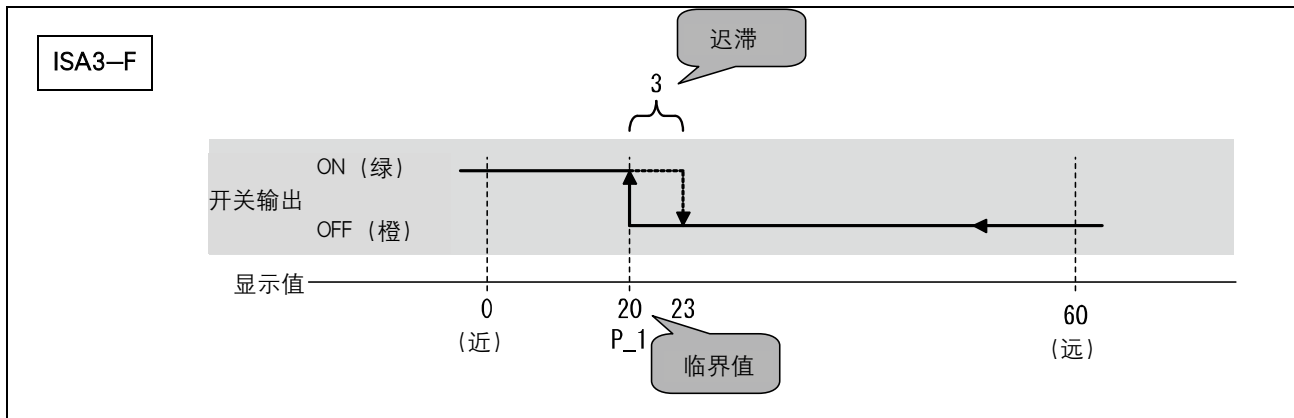 迟滞
ISA3-F
3
ON (绿)
开关输出
OFF (橙)
显示值
0
20
23
60
(近)
P_1
(远)
临界值